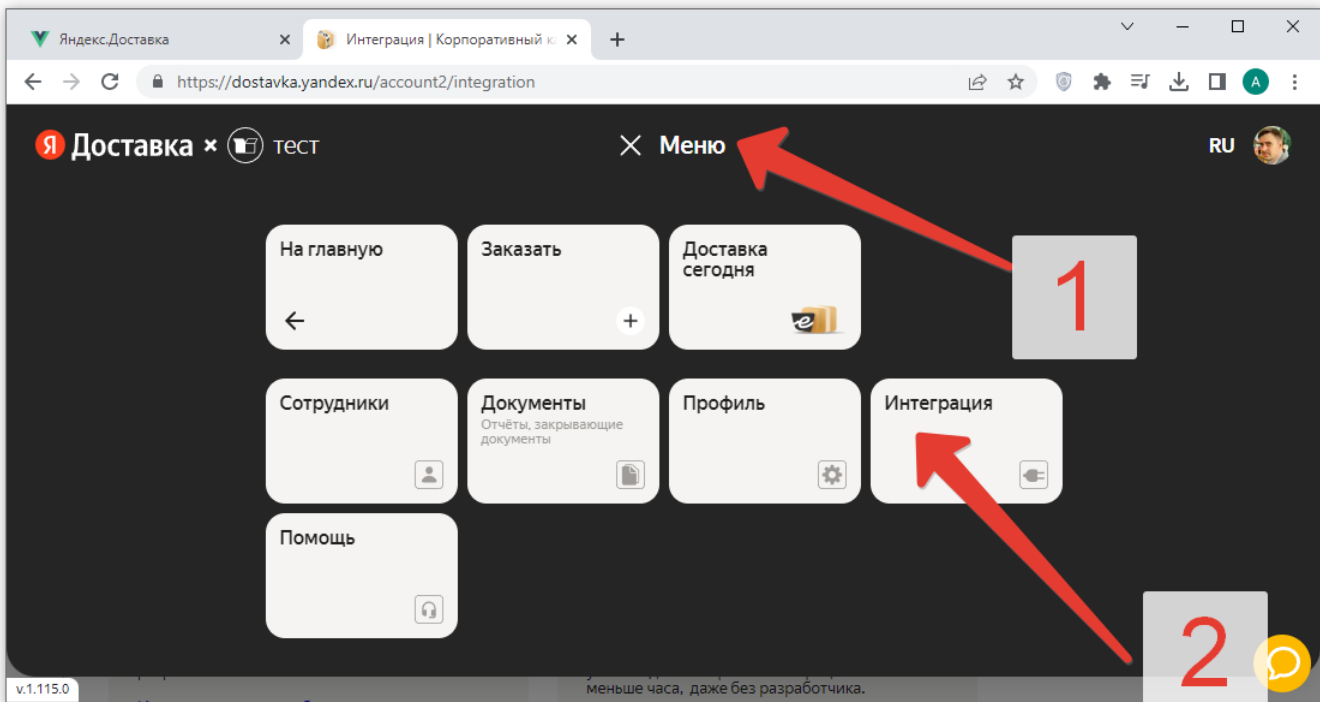 Яндекс.Доставка
Интеграция | Корпоративный к
https://dostavka.yandex.ru/account2/integration
A
Я Доставка × тест
Меню
RU
На главную
Заказать
Доставка
сегодня
1
Сотрудники
Документы
Отчёты, закрывающие
документы
Профиль
Интеграция
Помощь
2
v.1.115.0
меньше часа, даже без разработчика.